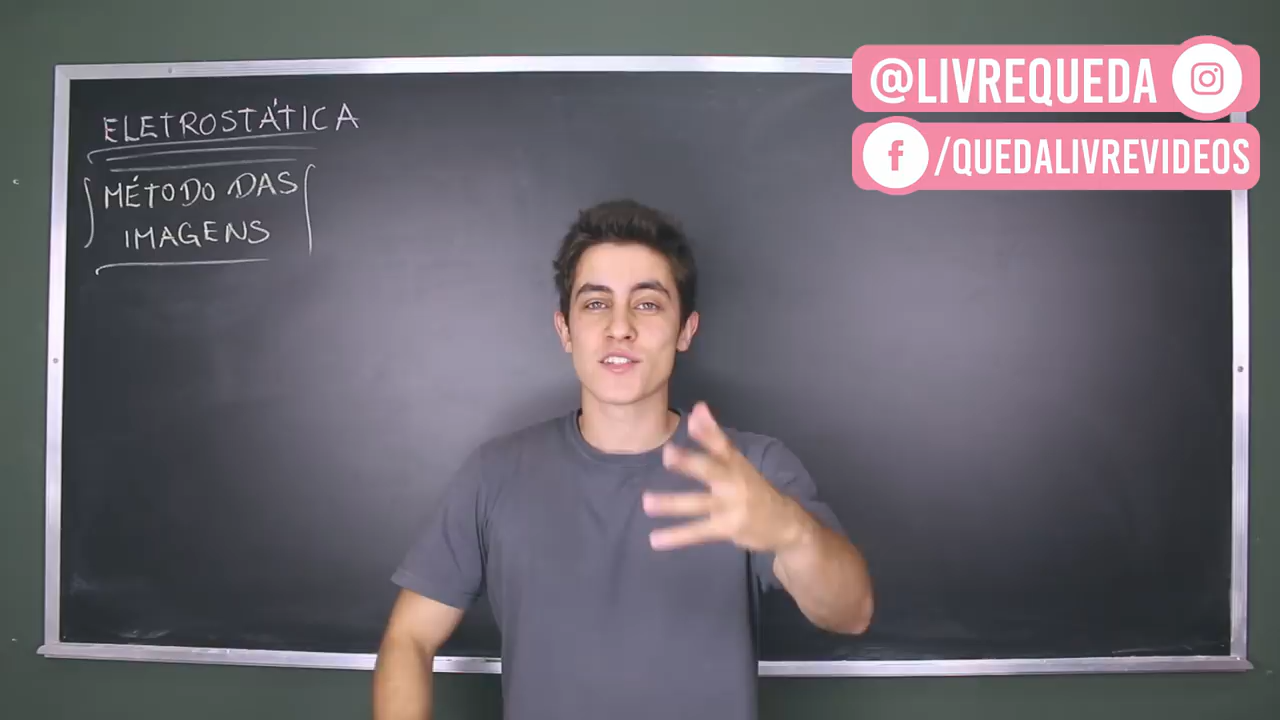 ELETROSTÁTICA
MÉTODO DAS
IMAGENS
@LIVREQUEDA
f/QUEDALIVREVIDEOS